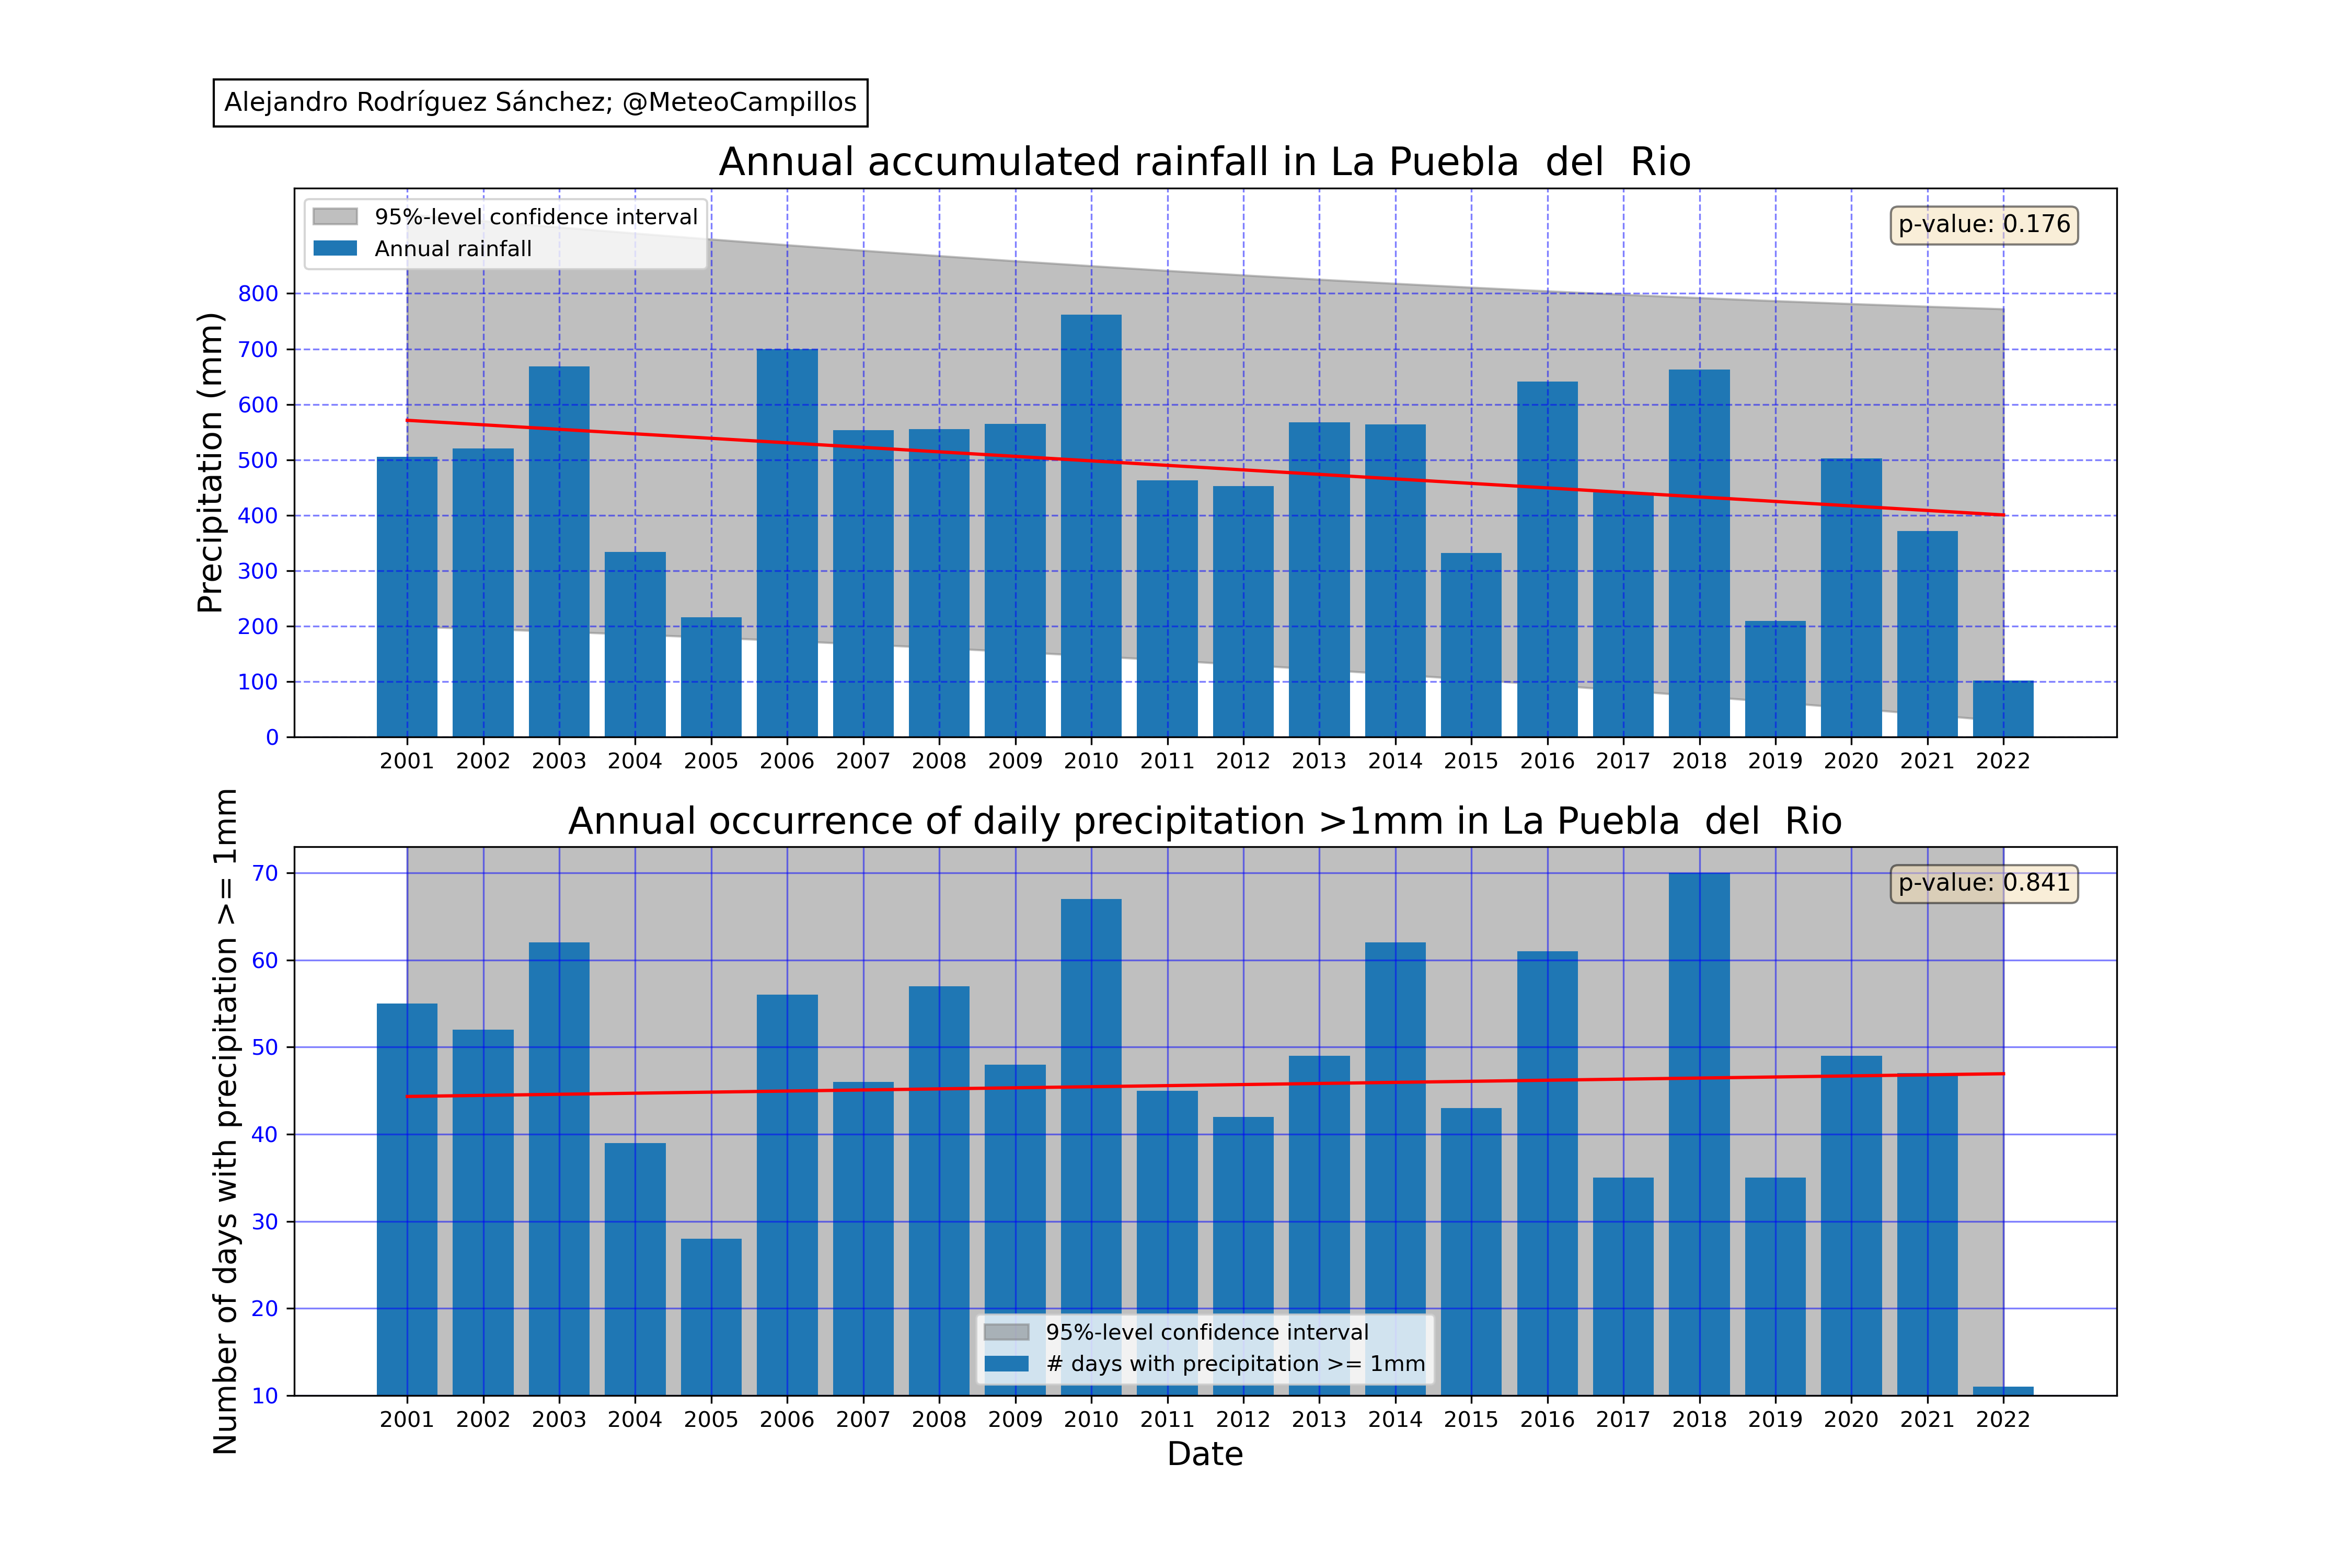 Alejandro Rodríguez Sánchez; @MeteoCampillos
Annual accumulated rainfall in La Puebla  del  Rio
95%-level confidence interval
Annual rainfall
p-value: 0.176
Precipitation (mm)
800
700
600
500
400
300
200
100
0
2001 2002 2003 2004 2005 2006 2007 2008 2009 2010 2011 2012 2013 2014 2015 2016 2017 2018 2019 2020 2021 2022
Annual occurrence of daily precipitation >1mm in La Puebla  del  Rio
p-value: 0.841
Number of days with precipitation >= 1mm
70
60
50
40
30
20
10
95%-level confidence interval
# days with precipitation >= 1mm
2001 2002 2003 2004 2005 2006 2007 2008 2009 2010 2011 2012 2013 2014 2015 2016 2017 2018 2019 2020 2021 2022
Date